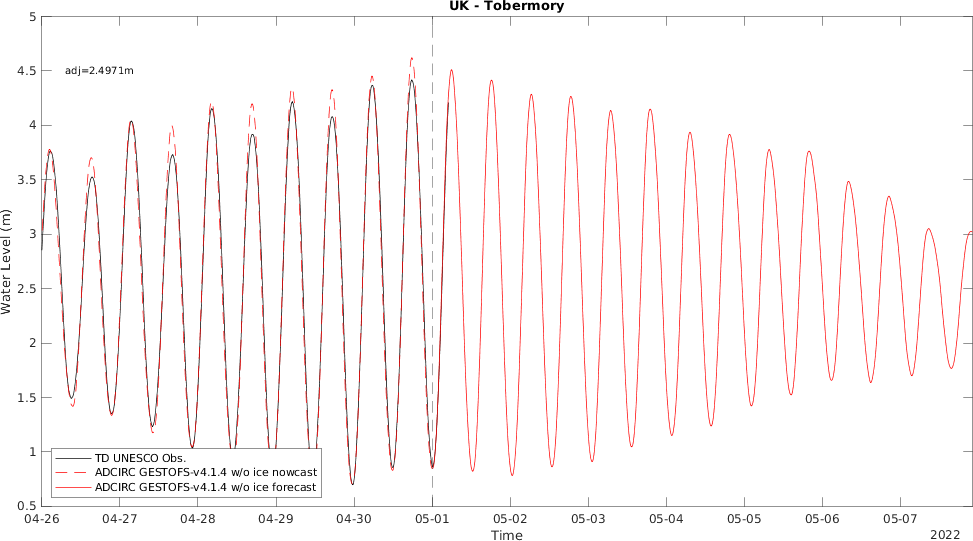 UK - Tobermory
adj=2.4971m
5
4.5
4
3.5
3
2.5
2
1.5
1
0.5
Water Level (m)
TD UNESCO Obs.
ADCIRC GESTOFS-v4.1.4 w/o ice nowcast
ADCIRC GESTOFS-v4.1.4 w/o ice forecast
04-26 04-27 04-28 04-29 04-30 05-01 05-02 05-03 05-04 05-05 05-06 05-07
Time
2022